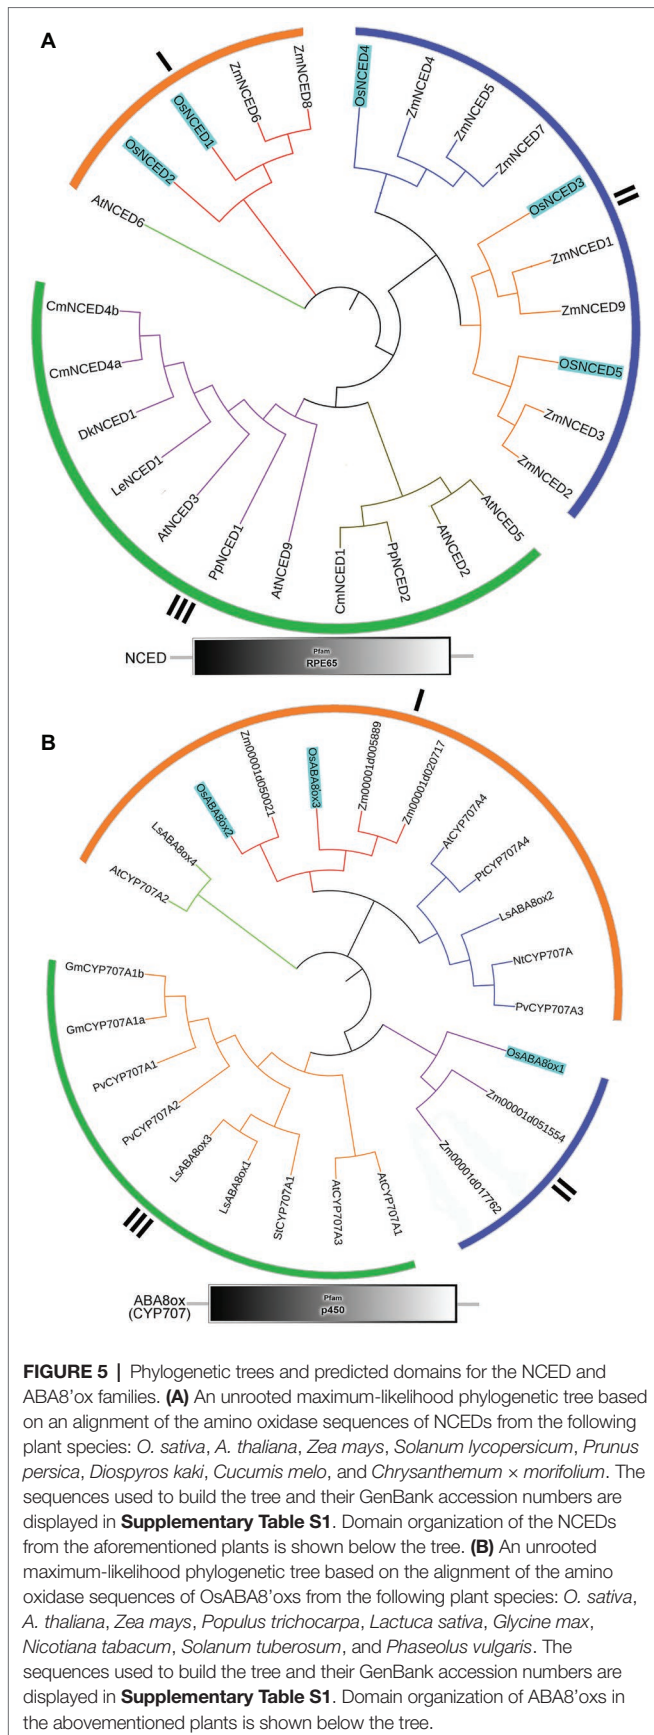 A
I
OsNCED2
OsNCED1
ZmNCED6
ZmNCED8
OsNCED4
ZmNCED4
ZmNCED5
ZmNCED7
II
OsNCED3
ZmNCED1
ZmNCED9
OSNCED5
ZmNCED3
ZmNCED2
AtNCED6
CmNCED4b
CmNCED4a
DkNCED1
LeNCED1
AtNCED3
PpNCED1
AtNCED9
CmNCED1
PpNCED2
AtNCED2
AtNCED5
III
NCED
Pfam
RPE65
B
I
AtCYP707A2
LsABA8ox4
OsABA8'ox2
Zm00001d050021
OsABA8'ox3
Zm00001d005889
Zm00001d020717
AtCYP707A4
PtCYP707A4
LsABA8ox2
NtCYP707A
PvCYP707A3
OsABA8'ox1
Zm00001d051554
Zm00001d017762
II
GmCYP707A1b
GmCYP707A1a
PvCYP707A1
PvCYP707A2
LsABA8ox3
LsABA8ox1
StCYP707A1
AtCYP707A3
AtCYP707A1
III
ABA8ox
(CYP707)
Pfam
p450
FIGURE 5 | Phylogenetic trees and predicted domains for the NCED and
ABA8'ox families. (A) An unrooted maximum-likelihood phylogenetic tree based
on an alignment of the amino oxidase sequences of NCEDs from the following
plant species: O. sativa, A. thaliana, Zea mays, Solanum lycopersicum, Prunus
persica, Diospyros kaki, Cucumis melo, and Chrysanthemum × morifolium. The
sequences used to build the tree and their GenBank accession numbers are
displayed in Supplementary Table S1. Domain organization of the NCEDs
from the aforementioned plants is shown below the tree. (B) An unrooted
maximum-likelihood phylogenetic tree based on the alignment of the amino
oxidase sequences of OsABA8'oxs from the following plant species: O. sativa,
A. thaliana, Zea mays, Populus trichocarpa, Lactuca sativa, Glycine max,
Nicotiana tabacum, Solanum tuberosum, and Phaseolus vulgaris. The
sequences used to build the tree and their GenBank accession numbers are
displayed in Supplementary Table S1. Domain organization of ABA8'oxs in
the abovementioned plants is shown below the tree.